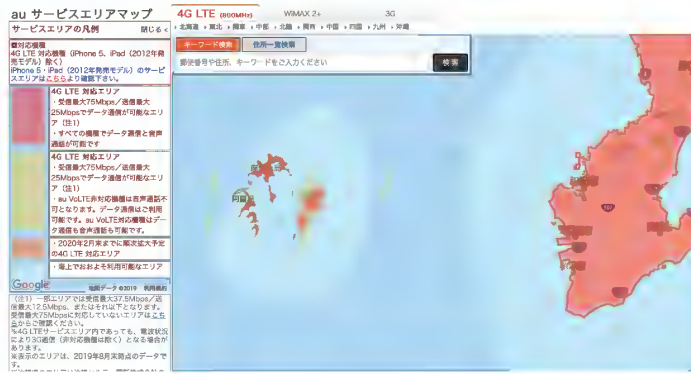 au サービスエリアマップ
4G LTE (800MHz)
WiMAX 2+
3G
北海道 東北 関東 中部 北陸 関西 中国 四国 九州 沖縄
サービスエリアの凡例
閉じる <
■対応機種
4G LTE 対応機種（iPhone 5、iPad（2012年発
売モデル）除く）
iPhone 5・iPad（2012年発売モデル）のサービ
スエリアはこちらより確認下さい。
キーワード検索
住所一覧検索
郵便番号や住所、キーワードをご入力ください
検索
4G LTE 対応エリア
・受信最大75Mbps／送信最大
25Mbpsでデータ通信が可能なエリ
ア（注1）
・すべての機種でデータ通信と音声
通話が可能です
4G LTE 対応エリア
・受信最大75Mbps／送信最大
25Mbpsでデータ通信が可能なエリ
ア（注1）
・au VoLTE非対応機種は音声通話不
可となります。データ通信はご利用
可能です。au VoLTE対応機種はデー
タ通信も音声通話も可能です。
・2020年2月末までに順次拡大予定
の4G LTE 対応エリア
・海上でおおよそ利用可能なエリア
Google
地図データ ©2019 利用規約
（注1）一部エリアでは受信最大37.5Mbps／送
信最大12.5Mbps、またはそれ以下となります。
受信最大75Mbpsに対応していないエリアはこち
らからご確認ください。
※4G LTEサービスエリア内であっても、電波状況
により3G通信（非対応機種は除く）となる場合が
あります。
※表示のエリアは、2019年8月末時点のデータで
す。